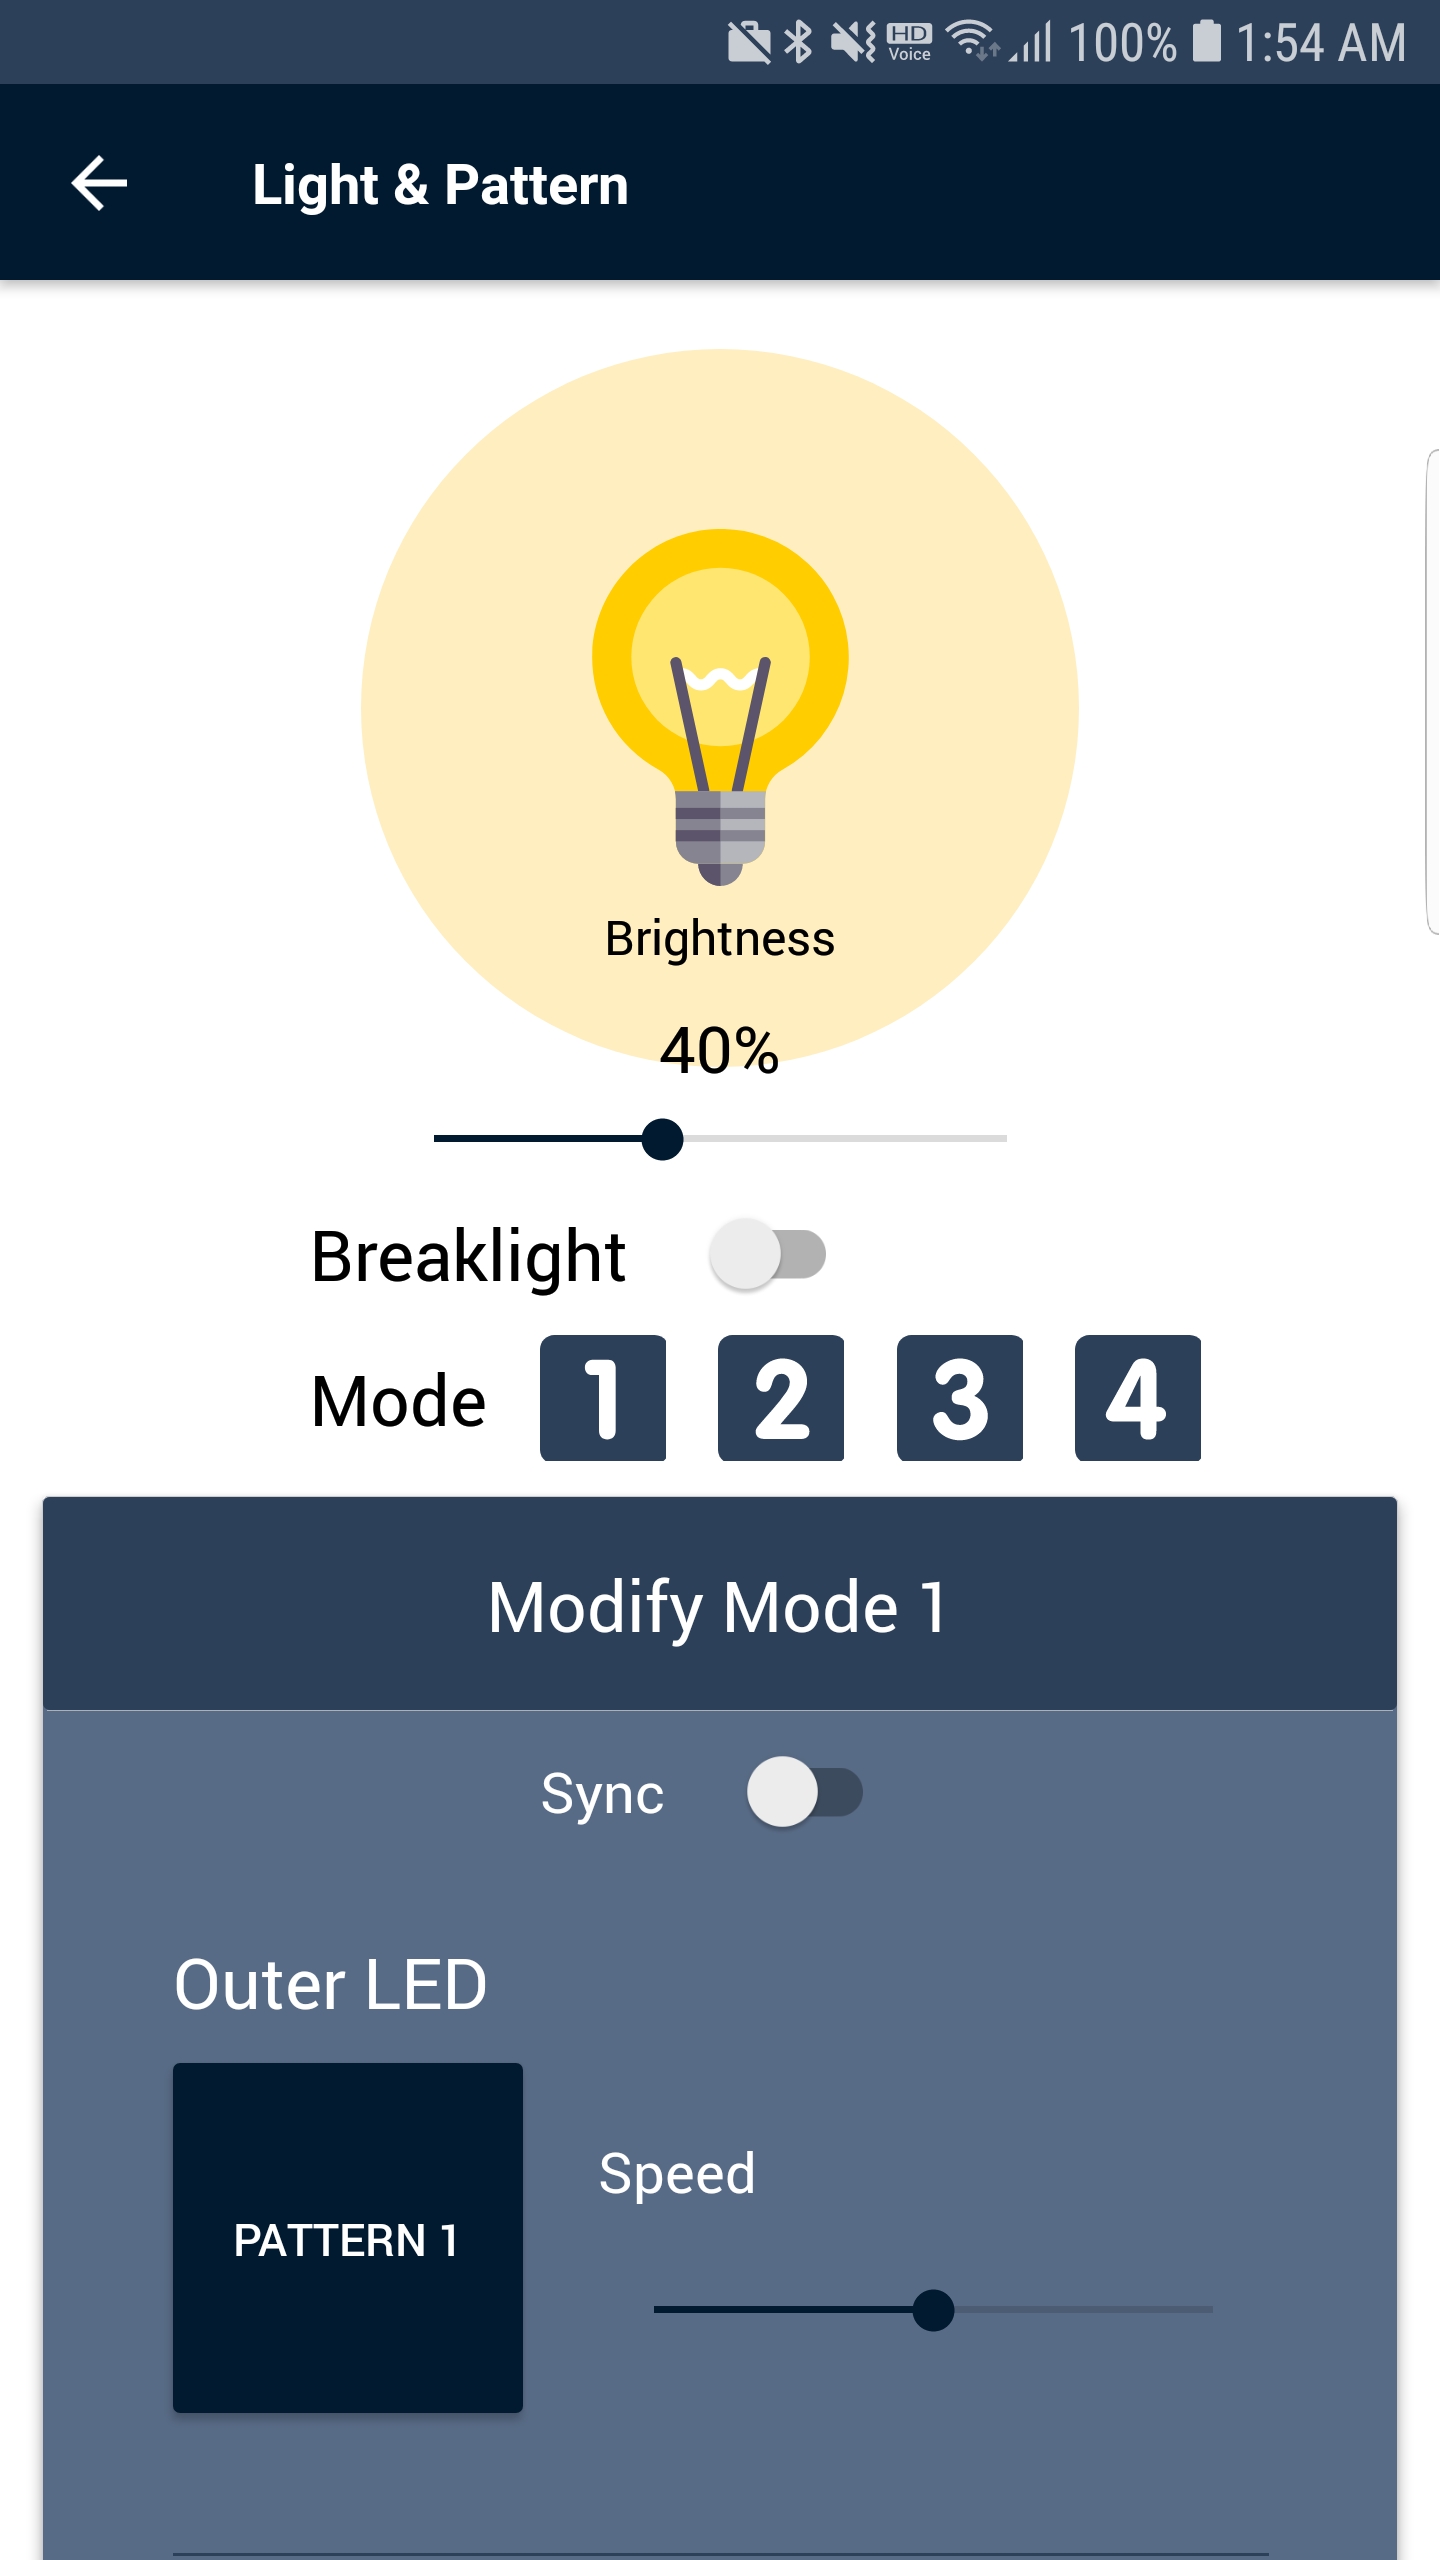 HD
Voice
100%
1:54 AM
Light & Pattern
Brightness
40%
Breaklight
Mode 1 2 3 4
Modify Mode 1
Sync
Outer LED
PATTERN 1
Speed